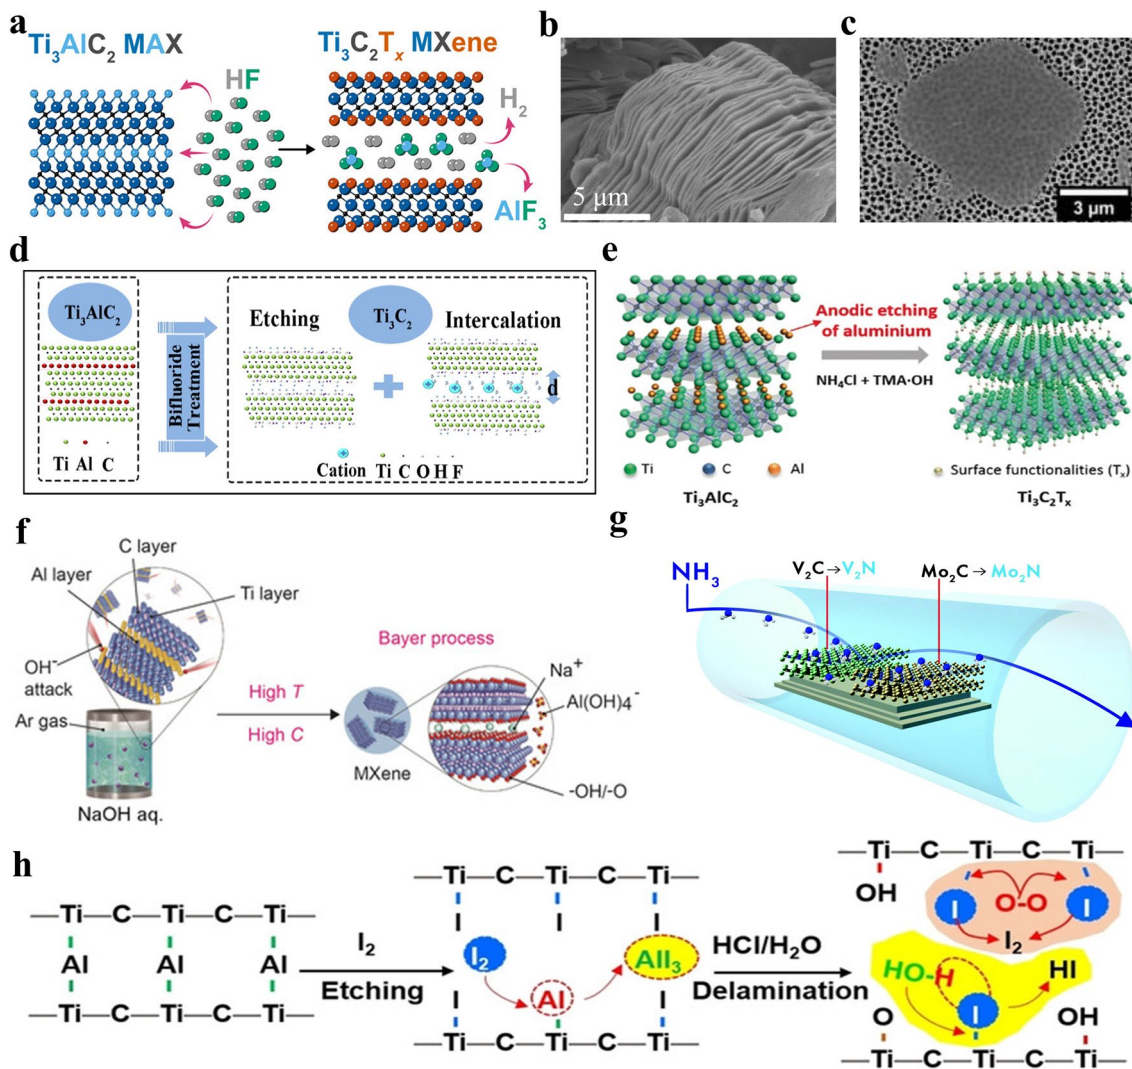 a
Ti₃AlC₂ MAX
HF
Ti₃C₂Tₓ MXene
H₂
AlF₃
b
5 μm
c
3 μm
d
Ti₃AlC₂
Ti Al C
Bifluoride
Treatment
Etching
Ti₃C₂
Intercalation
d
Cation Ti C O H F
e
Anodic etching
of aluminium
NH₄Cl + TMA·OH
Ti
C
Al
Ti₃AlC₂
Surface functionalities (Tₓ)
Ti₃C₂Tₓ
f
C layer
Al layer
Ti layer
OH⁻
attack
Ar gas
NaOH aq.
High T
High C
Bayer process
MXene
Na⁺
Al(OH)₄⁻
-OH/-O
g
NH₃
V₂C→V₂N
Mo₂C→Mo₂N
h
—Ti—C—Ti—C—Ti—
Al Al Al
—Ti—C—Ti—C—Ti—
I₂
Etching
—Ti—C—Ti—C—Ti—
I I I
I₂
Al
AlI₃
I I
—Ti—C—Ti—C—Ti—
HCl/H₂O
Delamination
—Ti—C—Ti—C—Ti—
OH
I O-O I
I₂
HO-H
I
HI
O OH
—Ti—C—Ti—C—Ti—